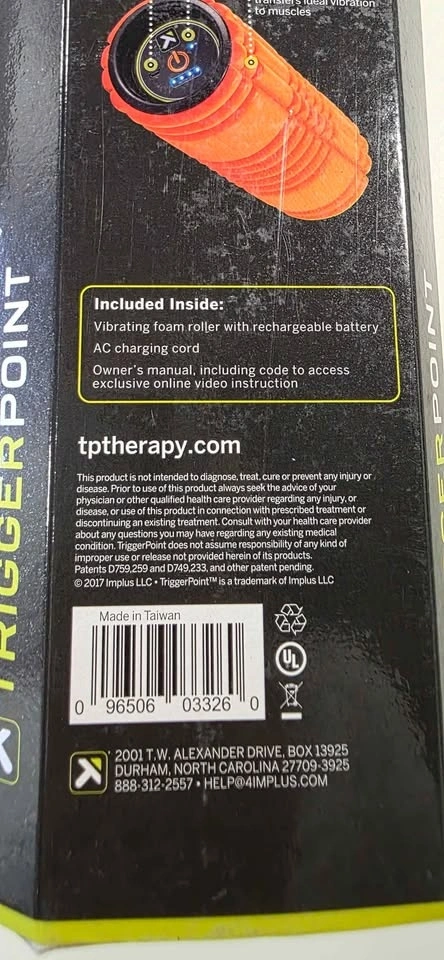 transfers ideal vibration
to muscles
Included Inside:
Vibrating foam roller with rechargeable battery
AC charging cord
Owner's manual, including code to access
exclusive online video instruction
tptherapy.com
This product is not intended to diagnose, treat, cure or prevent any injury or
disease. Prior to use of this product always seek the advice of your
physician or other qualified health care provider regarding any injury, or
disease, or use of this product in connection with prescribed treatment or
discontinuing an existing treatment. Consult with your health care provider
about any questions you may have regarding any existing medical
condition. TriggerPoint does not assume responsibility of any kind of
improper use or release not provided herein of its products.
Patents D759,259 and D749,233, and other patent pending.
© 2017 Implus LLC • TriggerPoint™ is a trademark of Implus LLC
Made in Taiwan
0 96506 03326 0
UL
2001 T.W. ALEXANDER DRIVE, BOX 13925
DURHAM, NORTH CAROLINA 27709-3925
888-312-2557 • HELP@4IMPLUS.COM
TRIGGERPOINT
GERPOINT